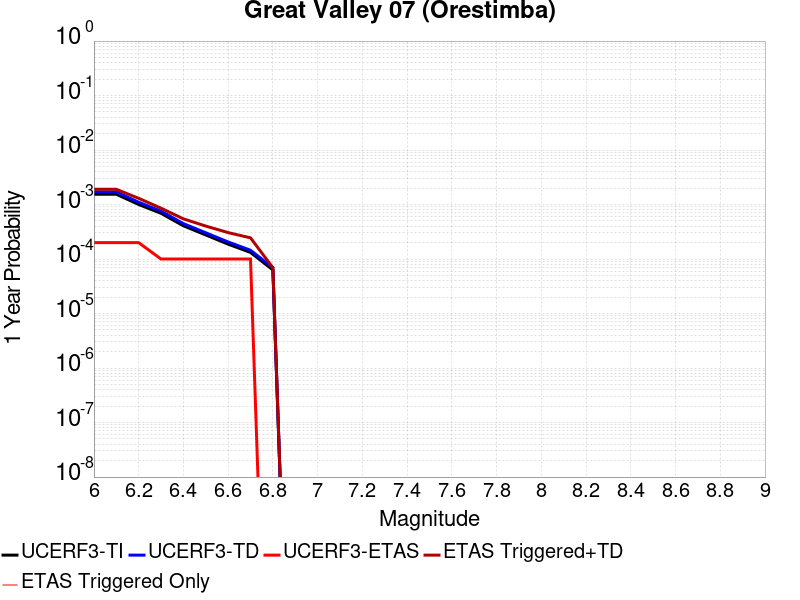 Great Valley 07 (Orestimba)
10^0
10^-1
10^-2
10^-3
10^-4
10^-5
10^-6
10^-7
10^-8
1 Year Probability
6 6.2 6.4 6.6 6.8 7 7.2 7.4 7.6 7.8 8 8.2 8.4 8.6 8.8 9
Magnitude
UCERF3-TI UCERF3-TD UCERF3-ETAS ETAS Triggered+TD
ETAS Triggered Only